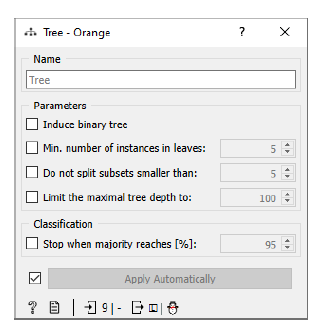 Tree - Orange
Name
Tree
Parameters
Induce binary tree
Min. number of instances in leaves: 5
Do not split subsets smaller than: 5
Limit the maximal tree depth to: 100
Classification
Stop when majority reaches [%]: 95
Apply Automatically
? | 9 | - |